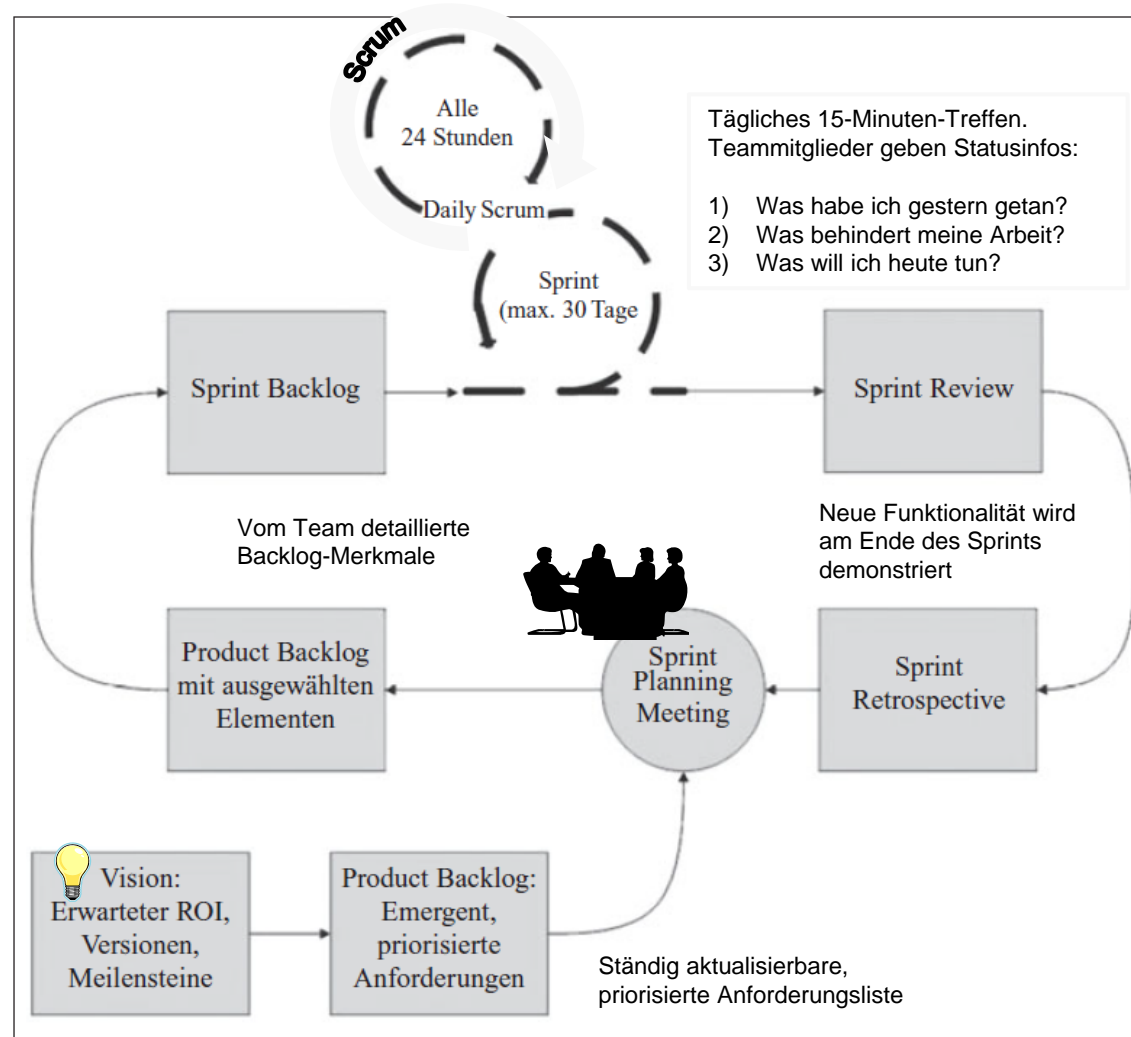 Scrum
Alle
24 Stunden
Daily Scrum
Sprint
(max. 30 Tage
Tägliches 15-Minuten-Treffen.
Teammitglieder geben Statusinfos:
1) Was habe ich gestern getan?
2) Was behindert meine Arbeit?
3) Was will ich heute tun?
Sprint Backlog
Sprint Review
Vom Team detaillierte
Backlog-Merkmale
Neue Funktionalität wird
am Ende des Sprints
demonstriert
Product Backlog
mit ausgewählten
Elementen
Sprint
Planning
Meeting
Sprint
Retrospective
Vision:
Erwarteter ROI,
Versionen,
Meilensteine
Product Backlog:
Emergent,
priorisierte
Anforderungen
Ständig aktualisierbare,
priorisierte Anforderungsliste